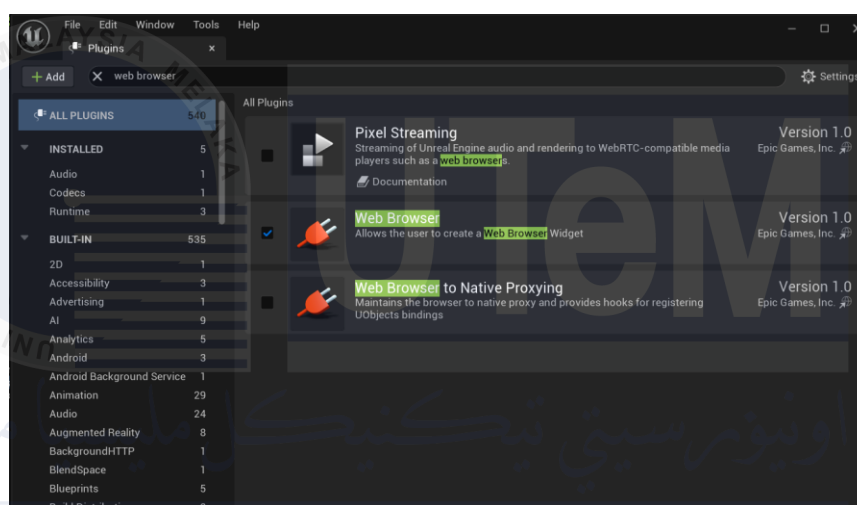 File Edit Window Tools Help
Plugins
+ Add web browser Settings
ALL PLUGINS 540
INSTALLED 5
Audio 1
Codecs 1
Runtime 3
BUILT-IN 535
2D 1
Accessibility 3
Advertising 1
AI 9
Analytics 5
Android 3
Android Background Service 1
Animation 29
Audio 24
Augmented Reality 8
BackgroundHTTP 1
BlendSpace 1
Blueprints 5
All Plugins
Pixel Streaming Version 1.0
Streaming of Unreal Engine audio and rendering to WebRTC-compatible media Epic Games, Inc.
players such as a web browsers.
Documentation
Web Browser Version 1.0
Allows the user to create a Web Browser Widget Epic Games, Inc.
Web Browser to Native Proxying Version 1.0
Maintains the browser to native proxy and provides hooks for registering Epic Games, Inc.
UObjects bindings
UTeM